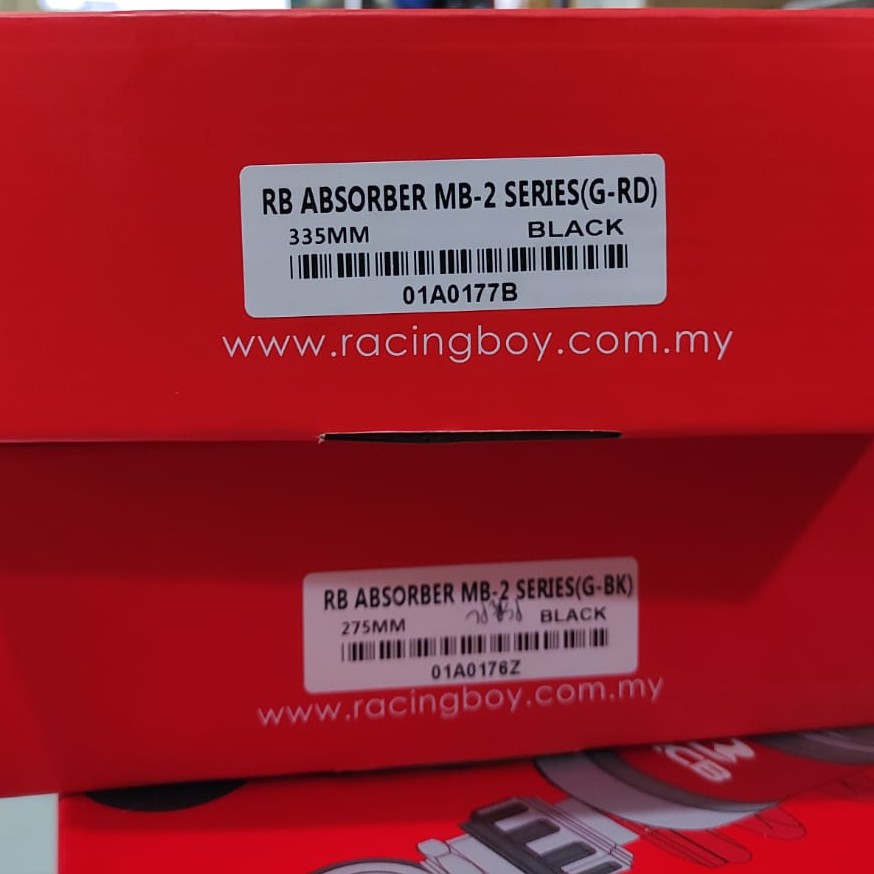 RB ABSORBER MB-2 SERIES(G-RD)
335MM BLACK
01A0177B
www.racingboy.com.my
RB ABSORBER MB-2 SERIES(G-BK)
275MM BLACK
01A0176Z
www.racingboy.com.my